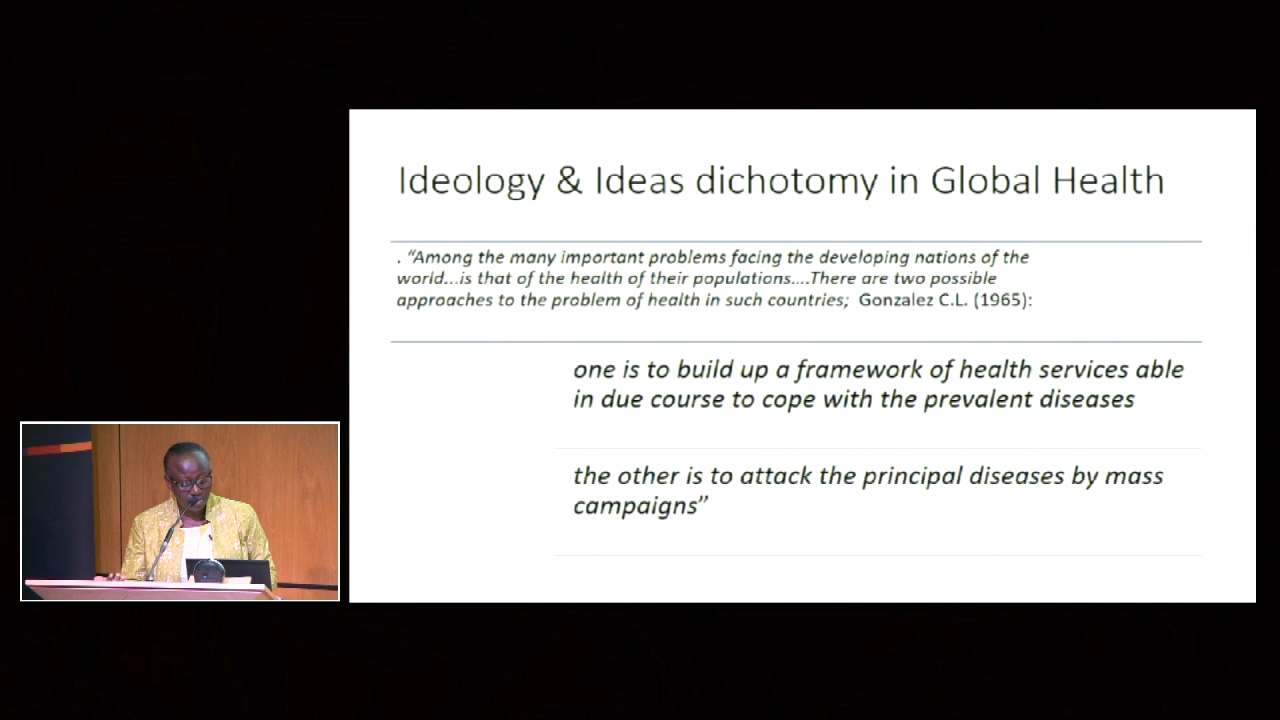 Ideology & Ideas dichotomy in Global Health
. “Among the many important problems facing the developing nations of the
world...is that of the health of their populations....There are two possible
approaches to the problem of health in such countries;  Gonzalez C.L. (1965):
one is to build up a framework of health services able
in due course to cope with the prevalent diseases
the other is to attack the principal diseases by mass
campaigns”